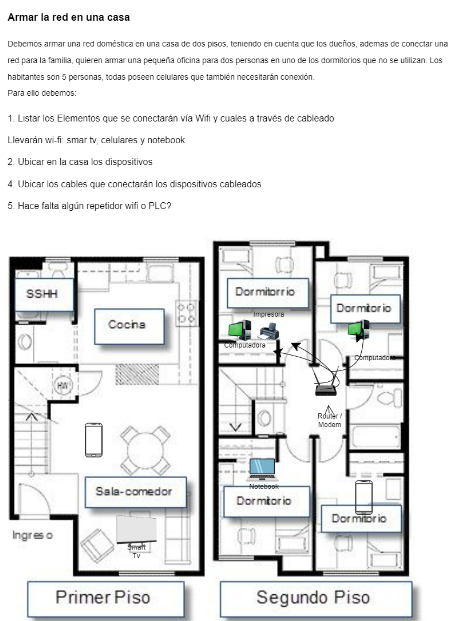 Armar la red en una casa
Debemos armar una red doméstica en una casa de dos pisos, teniendo en cuenta que los dueños, ademas de conectar una
red para la familia, quieren armar una pequeña oficina para dos personas en uno de los dormitorios que no se utilizan. Los
habitantes son 5 personas, todas poseen celulares que también necesitarán conexión.
Para ello debemos:
1. Listar los Elementos que se conectarán vía Wifi y cuales a través de cableado
Llevarán wi-fi: smar tv, celulares y notebook
2. Ubicar en la casa los dispositivos
4. Ubicar los cables que conectarán los dispositivos cableados
5. Hace falta algún repetidor wifi o PLC?
SSHH
Cocina
HW
Sala-comedor
Ingreso
Smart
Tv
Primer Piso
Dormitorio
Impresora
Computadora
Dormitorio
Computadora
Router /
Modem
Notebook
Dormitorio
Dormitorio
Segundo Piso